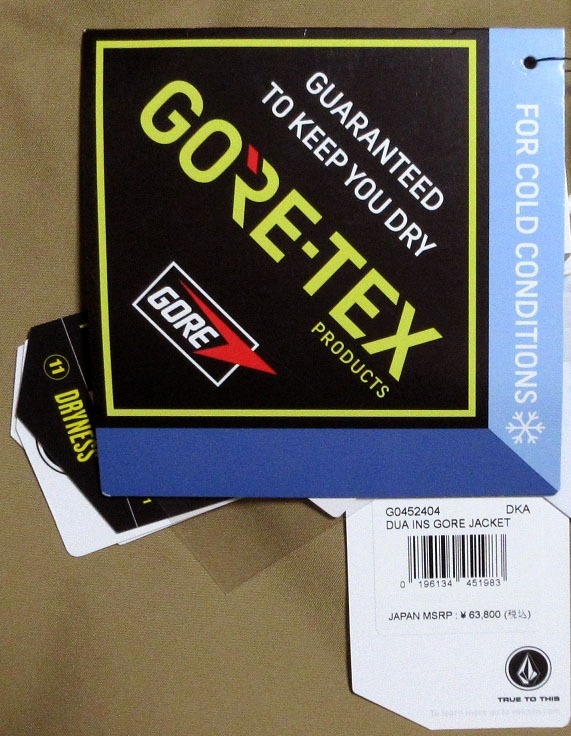 GUARANTEED
TO KEEP YOU DRY
GORE-TEX
PRODUCTS
GORE
FOR COLD CONDITIONS
11
DRYNESS
1
G0452404 DKA
DUA INS GORE JACKET
0 196134 451983
JAPAN MSRP : ¥ 63,800 (税込)
TRUE TO THIS